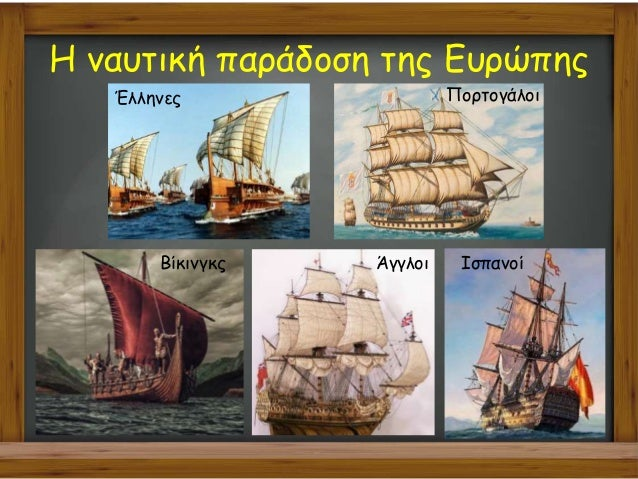 Η ναυτική παράδοση της Ευρώπης
Έλληνες
Πορτογάλοι
Βίκινγκς
Άγγλοι
Ισπανοί